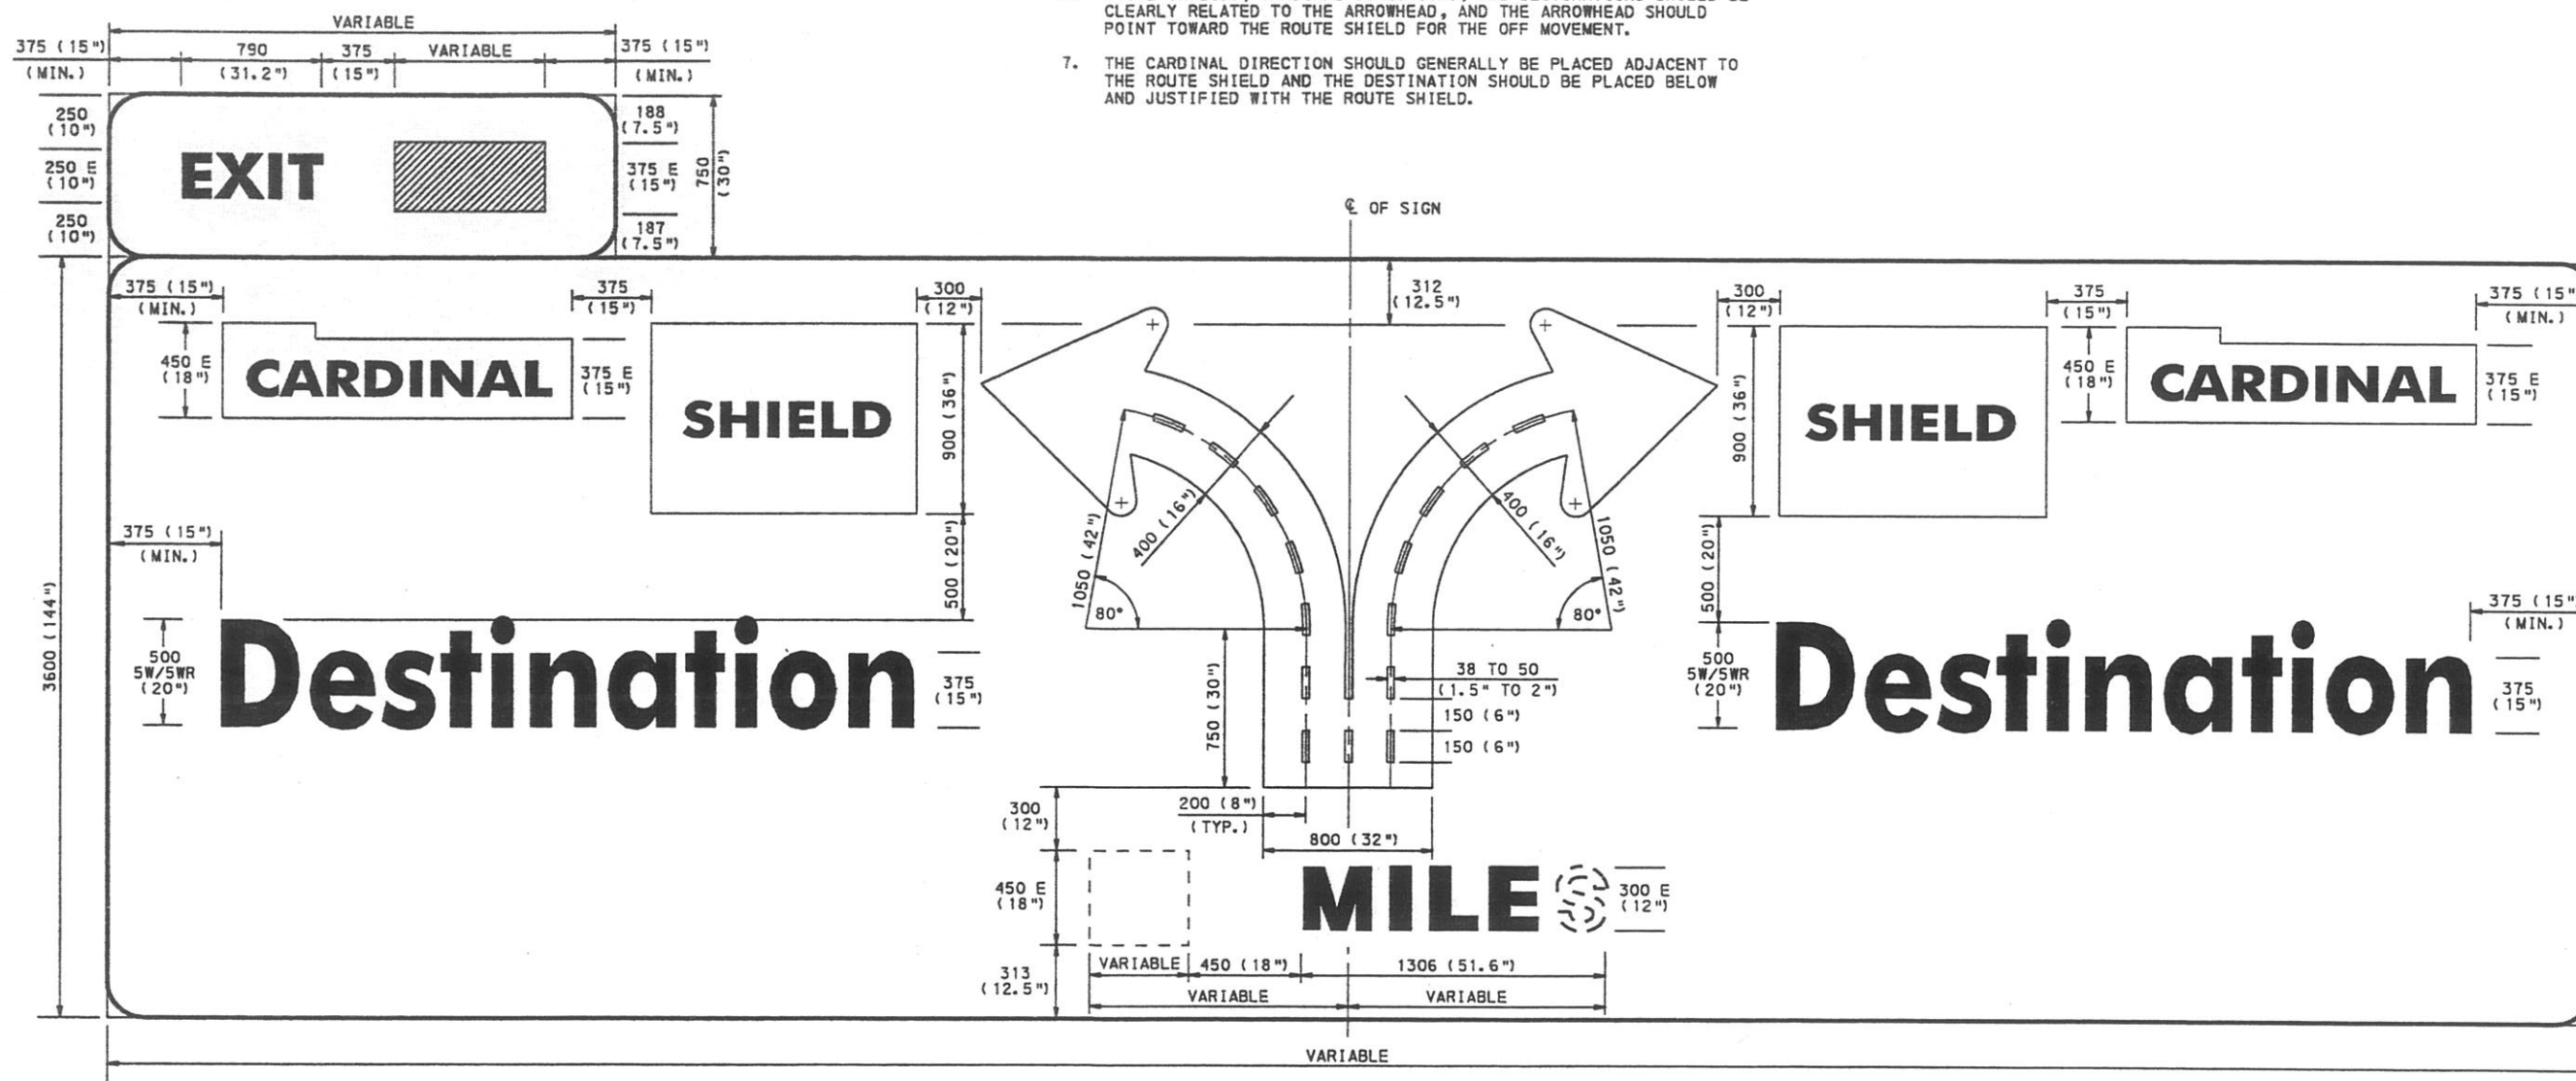 CLEARLY RELATED TO THE ARROWHEAD, AND THE ARROWHEAD SHOULD
POINT TOWARD THE ROUTE SHIELD FOR THE OFF MOVEMENT.
7. THE CARDINAL DIRECTION SHOULD GENERALLY BE PLACED ADJACENT TO
THE ROUTE SHIELD AND THE DESTINATION SHOULD BE PLACED BELOW
AND JUSTIFIED WITH THE ROUTE SHIELD.
VARIABLE
375 (15")
(MIN.)
790
(31.2")
375
(15")
VARIABLE
375 (15")
(MIN.)
250
(10")
250 E
(10")
250
(10")
EXIT
188
(7.5")
375 E
(15")
187
(7.5")
750
(30")
℄ OF SIGN
375 (15")
(MIN.)
375
(15")
300
(12")
312
(12.5")
300
(12")
375
(15")
375 (15"
(MIN.)
450 E
(18")
CARDINAL
375 E
(15")
SHIELD
900 (36")
900 (36")
SHIELD
450 E
(18")
CARDINAL
375 E
(15")
400 (16")
400 (16")
1050 (42")
1050 (42")
80°
80°
375 (15")
(MIN.)
500 (20")
500 (20")
375 (15"
(MIN.)
3600 (144")
500
5W/5WR
(20")
Destination
375
(15")
750 (30")
38 TO 50
(1.5" TO 2")
150 (6")
150 (6")
500
5W/5WR
(20")
Destination
375
(15")
200 (8")
(TYP.)
800 (32")
300
(12")
450 E
(18")
313
(12.5")
MILES
300 E
(12")
VARIABLE
450 (18")
1306 (51.6")
VARIABLE
VARIABLE
VARIABLE